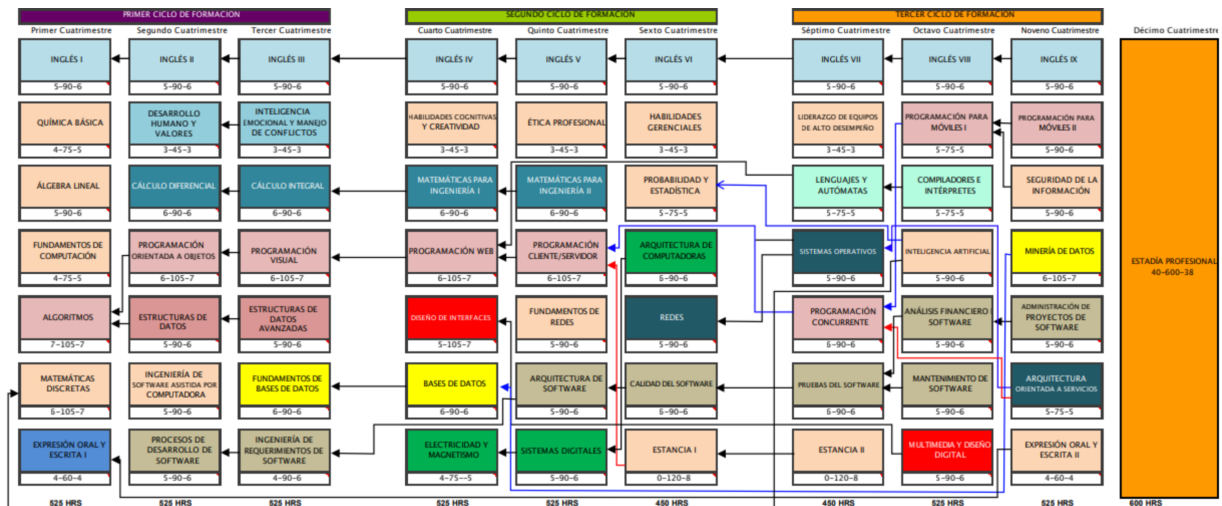 PRIMER CICLO DE FORMACION
SEGUNDO CICLO DE FORMACION
TERCER CICLO DE FORMACION
Primer Cuatrimestre
Segundo Cuatrimestre
Tercer Cuatrimestre
Cuarto Cuatrimestre
Quinto Cuatrimestre
Sexto Cuatrimestre
Séptimo Cuatrimestre
Octavo Cuatrimestre
Noveno Cuatrimestre
Décimo Cuatrimestre
INGLÉS I
INGLÉS II
INGLÉS III
INGLÉS IV
INGLÉS V
INGLÉS VI
INGLÉS VII
INGLÉS VIII
INGLÉS IX
5-90-6
5-90-6
5-90-6
5-90-6
5-90-6
5-90-6
5-90-6
5-90-6
5-90-6
QUÍMICA BÁSICA
DESARROLLO
HUMANO Y
VALORES
INTELIGENCIA
EMOCIONAL Y MANEJO
DE CONFLICTOS
HABILIDADES COGNITIVAS
Y CREATIVIDAD
ÉTICA PROFESIONAL
HABILIDADES
GERENCIALES
LIDERAZGO DE EQUIPOS
DE ALTO DESEMPEÑO
PROGRAMACIÓN PARA
MÓVILES I
PROGRAMACIÓN PARA
MÓVILES II
4-75-5
3-45-3
3-45-3
3-45-3
3-45-3
3-45-3
3-45-3
5-75-5
5-90-6
ÁLGEBRA LINEAL
CÁLCULO DIFERENCIAL
CÁLCULO INTEGRAL
MATEMÁTICAS PARA
INGENIERÍA I
MATEMÁTICAS PARA
INGENIERÍA II
PROBABILIDAD Y
ESTADÍSTICA
LENGUAJES Y
AUTÓMATAS
COMPILADORES E
INTÉRPRETES
SEGURIDAD DE LA
INFORMACIÓN
5-90-6
6-90-6
6-90-6
6-90-6
6-90-6
5-75-5
5-75-5
5-75-5
5-90-6
FUNDAMENTOS DE
COMPUTACIÓN
PROGRAMACIÓN
ORIENTADA A OBJETOS
PROGRAMACIÓN
VISUAL
PROGRAMACIÓN WEB
PROGRAMACIÓN
CLIENTE/SERVIDOR
ARQUITECTURA DE
COMPUTADORAS
SISTEMAS OPERATIVOS
INTELIGENCIA ARTIFICIAL
MINERÍA DE DATOS
4-75-5
6-105-7
6-105-7
6-105-7
6-105-7
6-90-6
5-90-6
5-90-6
6-105-7
ESTADÍA PROFESIONAL
40-600-38
ALGORITMOS
ESTRUCTURAS DE
DATOS
ESTRUCTURAS DE
DATOS
AVANZADAS
DISEÑO DE INTERFACES
FUNDAMENTOS DE
REDES
REDES
PROGRAMACIÓN
CONCURRENTE
ANÁLISIS FINANCIERO
SOFTWARE
ADMINISTRACIÓN DE
PROYECTOS DE
SOFTWARE
7-105-7
5-90-6
5-90-6
5-105-7
5-90-6
5-90-6
6-90-6
5-90-6
5-90-6
MATEMÁTICAS
DISCRETAS
INGENIERÍA DE
SOFTWARE ASISTIDA POR
COMPUTADORA
FUNDAMENTOS DE
BASES DE DATOS
BASES DE DATOS
ARQUITECTURA DE
SOFTWARE
CALIDAD DEL SOFTWARE
PRUEBAS DEL SOFTWARE
MANTENIMIENTO DE
SOFTWARE
ARQUITECTURA
ORIENTADA A SERVICIOS
6-105-7
5-90-6
6-90-6
6-90-6
5-90-6
6-90-6
6-90-6
5-90-6
5-75-5
EXPRESIÓN ORAL Y
ESCRITA I
PROCESOS DE
DESARROLLO DE
SOFTWARE
INGENIERÍA DE
REQUERIMIENTOS DE
SOFTWARE
ELECTRICIDAD Y
MAGNETISMO
SISTEMAS DIGITALES
ESTANCIA I
ESTANCIA II
MULTIMEDIA Y DISEÑO
DIGITAL
EXPRESIÓN ORAL Y
ESCRITA II
4-60-4
5-90-6
4-90-6
4-75--5
5-90-6
0-120-8
0-120-8
5-90-6
4-60-4
525 HRS
525 HRS
525 HRS
525 HRS
525 HRS
450 HRS
450 HRS
525 HRS
525 HRS
600 HRS